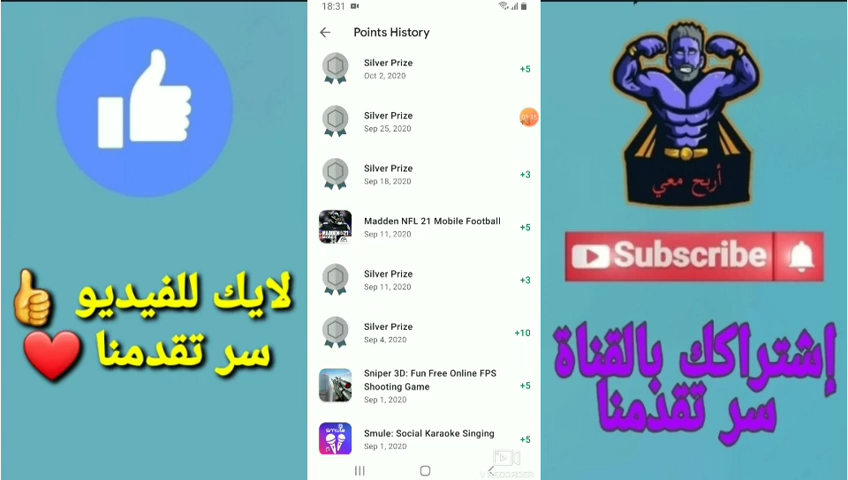 18:31
Points History
Silver Prize
Oct 2, 2020
+5
Silver Prize
Sep 25, 2020
Silver Prize
Sep 18, 2020
+3
Madden NFL 21 Mobile Football
Sep 11, 2020
+5
Silver Prize
Sep 11, 2020
+3
Silver Prize
Sep 4, 2020
+10
Sniper 3D: Fun Free Online FPS
Shooting Game
Sep 1, 2020
+5
Smule: Social Karaoke Singing
Sep 1, 2020
+5
لايك للفيديو 👍
سر تقدمنا ❤️
أربح معي
Subscribe
إشتراكك بالقناة
سر تقدمنا